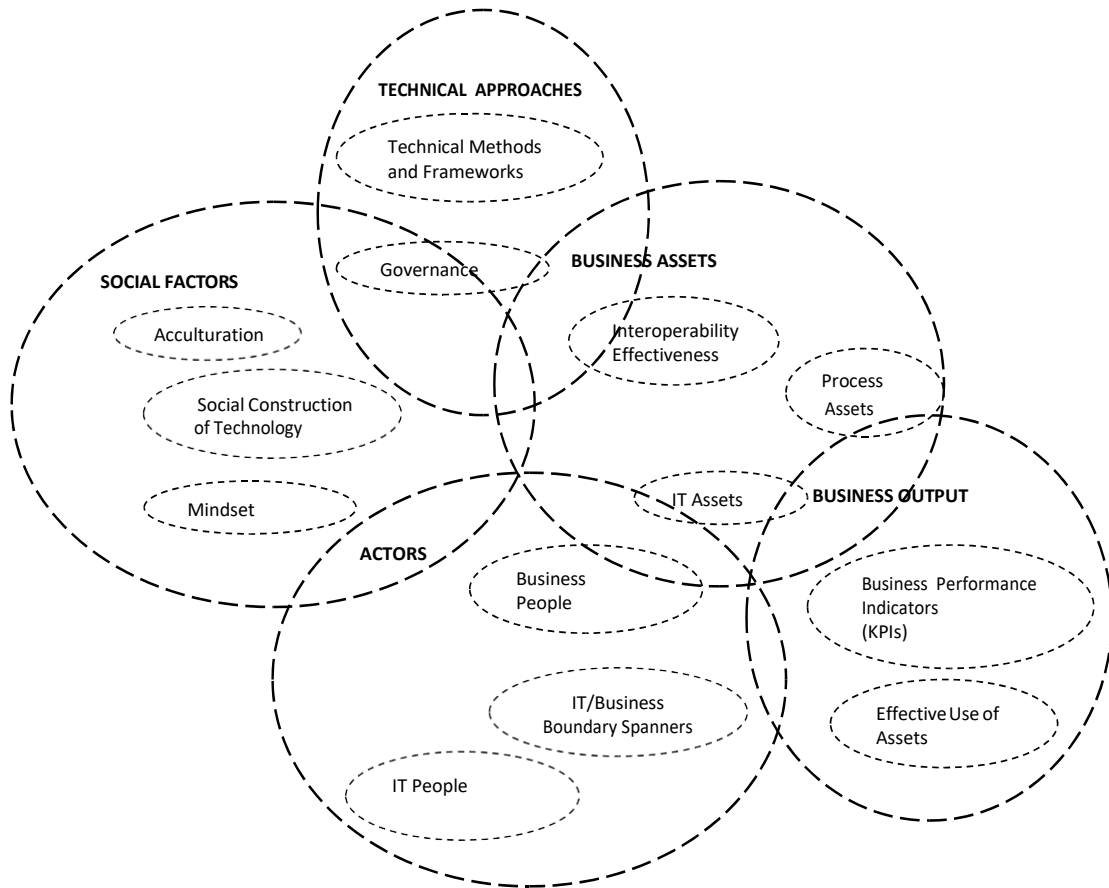 TECHNICAL APPROACHES
Technical Methods
and Frameworks
Governance
SOCIAL FACTORS
Acculturation
Social Construction
of Technology
Mindset
BUSINESS ASSETS
Interoperability
Effectiveness
Process
Assets
IT Assets
BUSINESS OUTPUT
Business Performance
Indicators
(KPIs)
Effective Use of
Assets
ACTORS
Business
People
IT/Business
Boundary Spanners
IT People